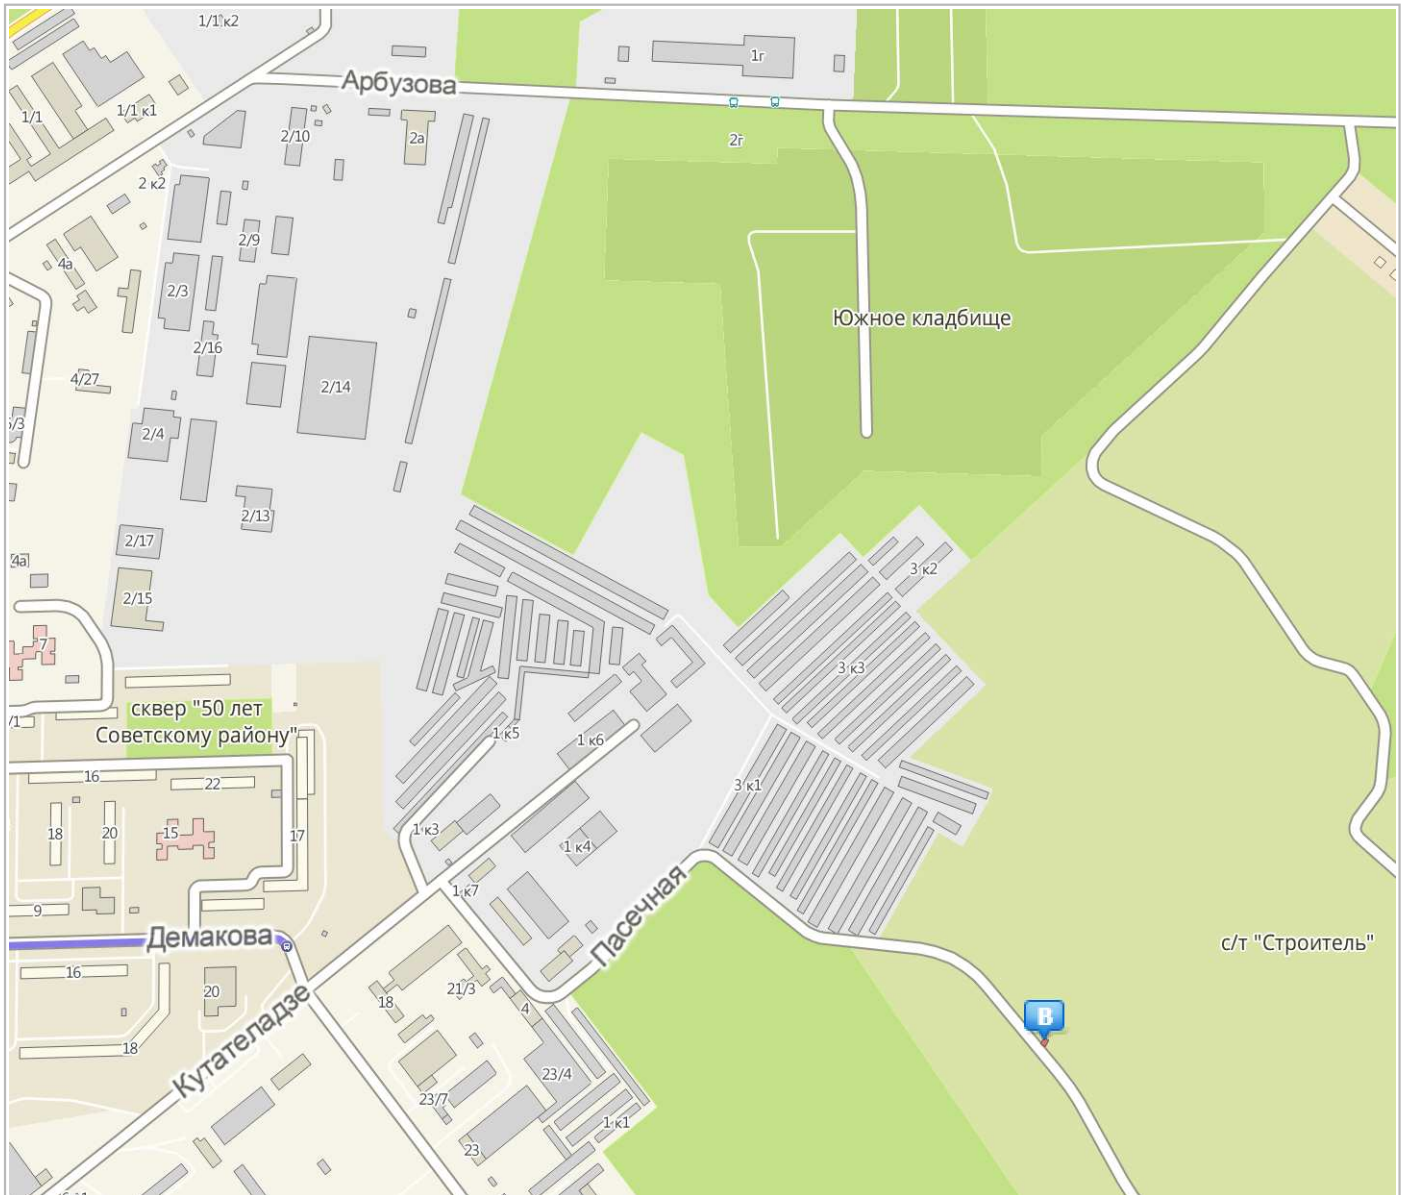 1/1 к2
1г
Арбузова
1/1
1/1 к1
2/10
2а
2г
2 к2
2/9
4а
2/3
Южное кладбище
2/16
4/27
2/14
2/4
2/13
2/17
4а
3 к2
2/15
7
3 к3
сквер "50 лет
Советскому району"
1 к5
1 к6
16
22
3 к1
18
20
15
17
1 к3
1 к4
1 к7
9
Пасечная
Демакова
с/т "Строитель"
16
20
18
21/3
4
B
Кутателадзе
18
23/4
23/7
1 к1
23